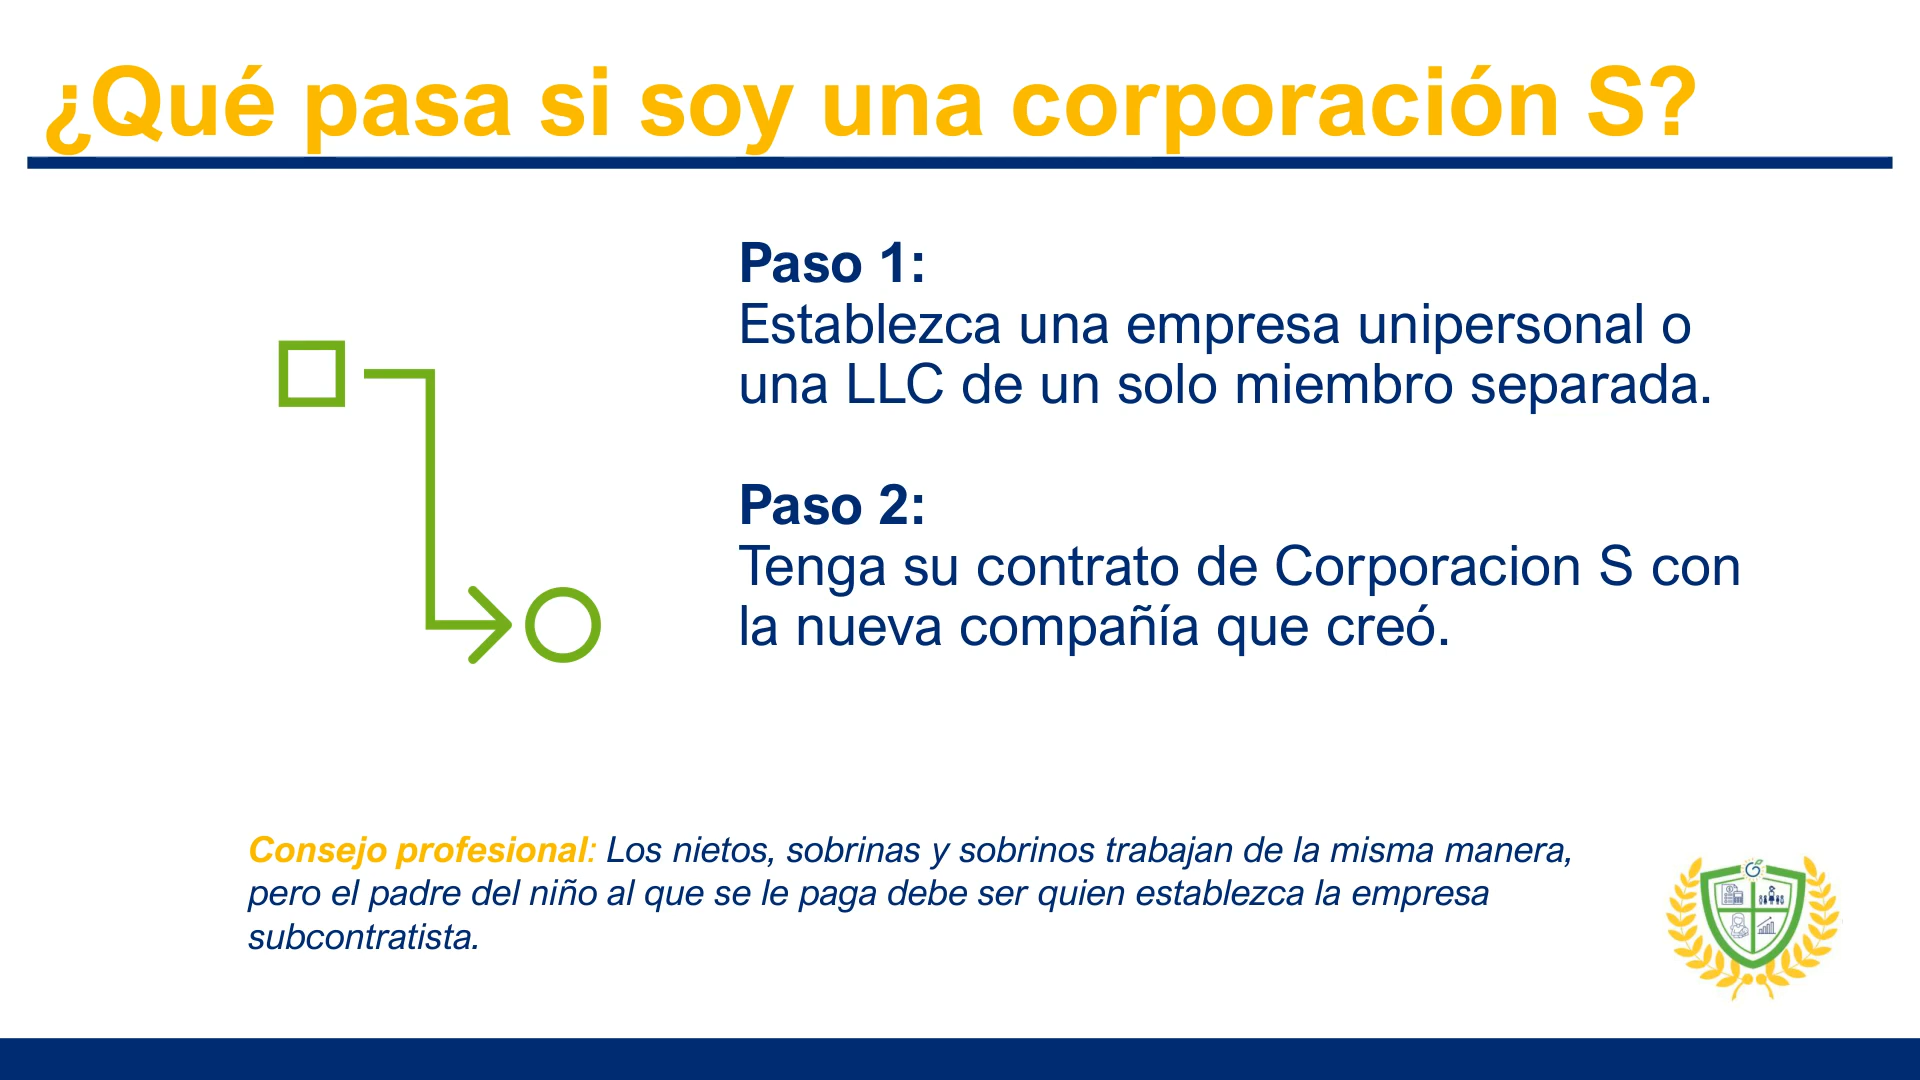 ¿Qué pasa si soy una corporación S?
Paso 1:
Establezca una empresa unipersonal o
una LLC de un solo miembro separada.
Paso 2:
Tenga su contrato de Corporacion S con
la nueva compañía que creó.
Consejo profesional: Los nietos, sobrinas y sobrinos trabajan de la misma manera,
pero el padre del niño al que se le paga debe ser quien establezca la empresa
subcontratista.